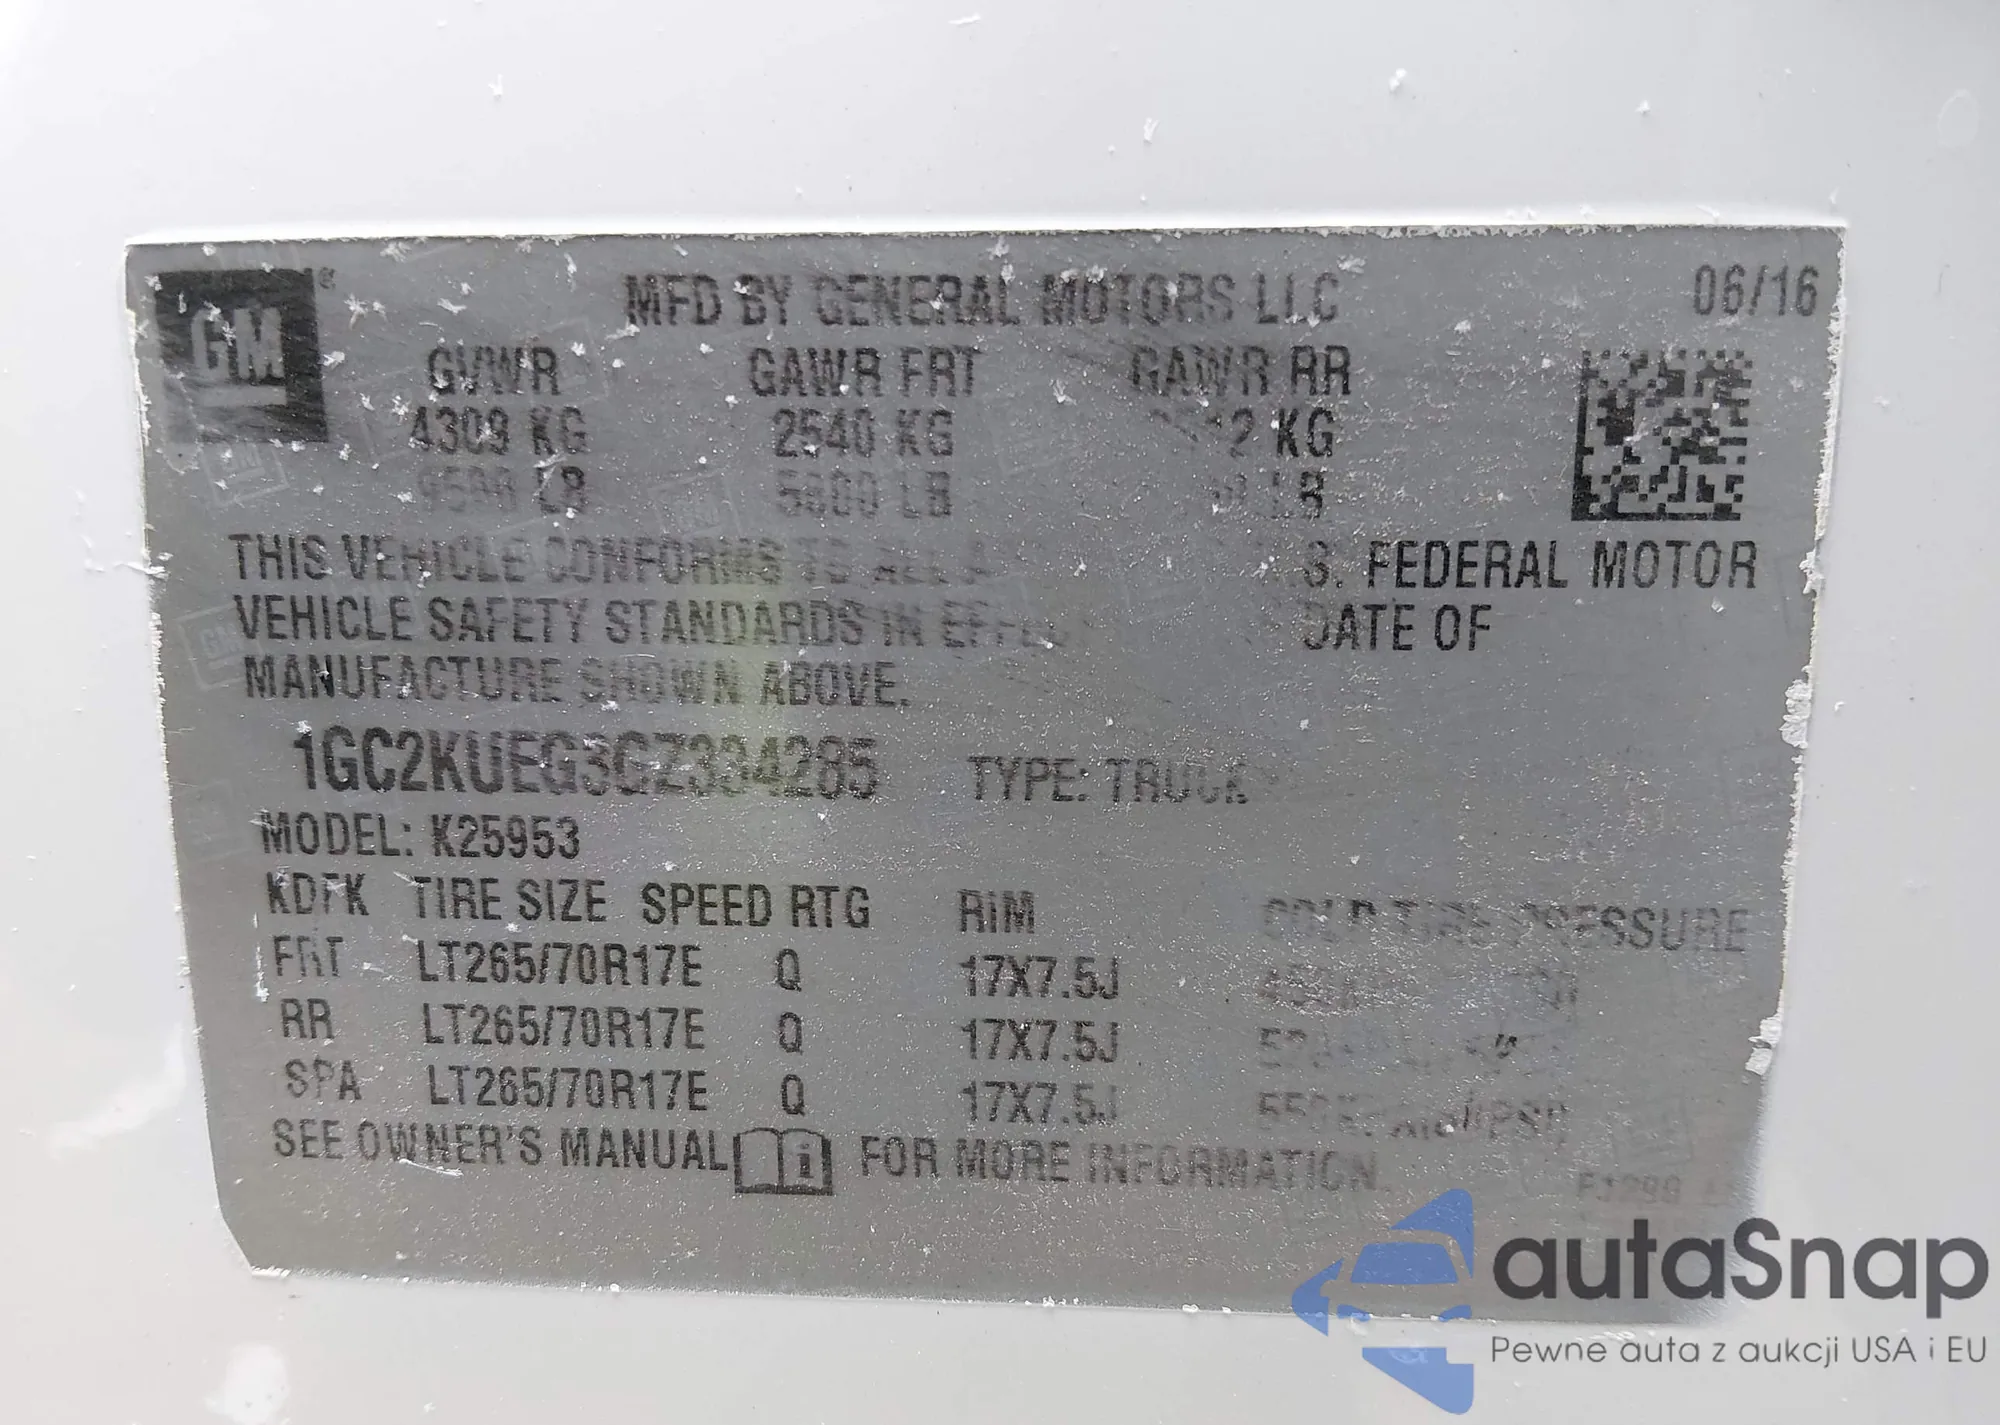 GM ®
MFD BY GENERAL MOTORS LLC 06/16
GVWR GAWR FRT GAWR RR
4309 KG 2540 KG KG
9500 LB 5600 LB LB
THIS VEHICLE CONFORMS TO ALL S. FEDERAL MOTOR
VEHICLE SAFETY STANDARDS IN DATE OF
MANUFACTURE SHOWN ABOVE.
TYPE: TRUCK
MODEL: K25953
TIRE SIZE SPEED RTG RIM COLD TIRE PRESSURE
FRT LT265/70R17E Q 17X7.5J
RR LT265/70R17E Q 17X7.5J
SPA LT265/70R17E Q 17X7.5J
SEE OWNER'S MANUAL FOR MORE INFORMATION.
autaSnap
Pewne auta z aukcji USA i EU